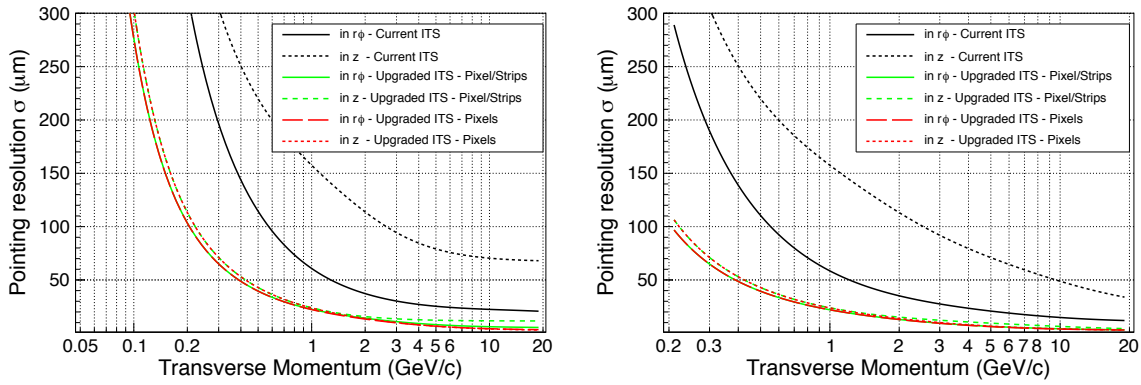 Pointing resolution σ (μm)
300
250
200
150
100
50
in rφ - Current ITS
in z - Current ITS
in rφ - Upgraded ITS - Pixel/Strips
in z - Upgraded ITS - Pixel/Strips
in rφ - Upgraded ITS - Pixels
in z - Upgraded ITS - Pixels
0.05 0.1 0.2 1 2 3 4 5 6 10 20
Transverse Momentum (GeV/c)
Pointing resolution σ (μm)
300
250
200
150
100
50
in rφ - Current ITS
in z - Current ITS
in rφ - Upgraded ITS - Pixel/Strips
in z - Upgraded ITS - Pixel/Strips
in rφ - Upgraded ITS - Pixels
in z - Upgraded ITS - Pixels
0.2 0.3 1 2 3 4 5 6 7 8 10 20
Transverse Momentum (GeV/c)